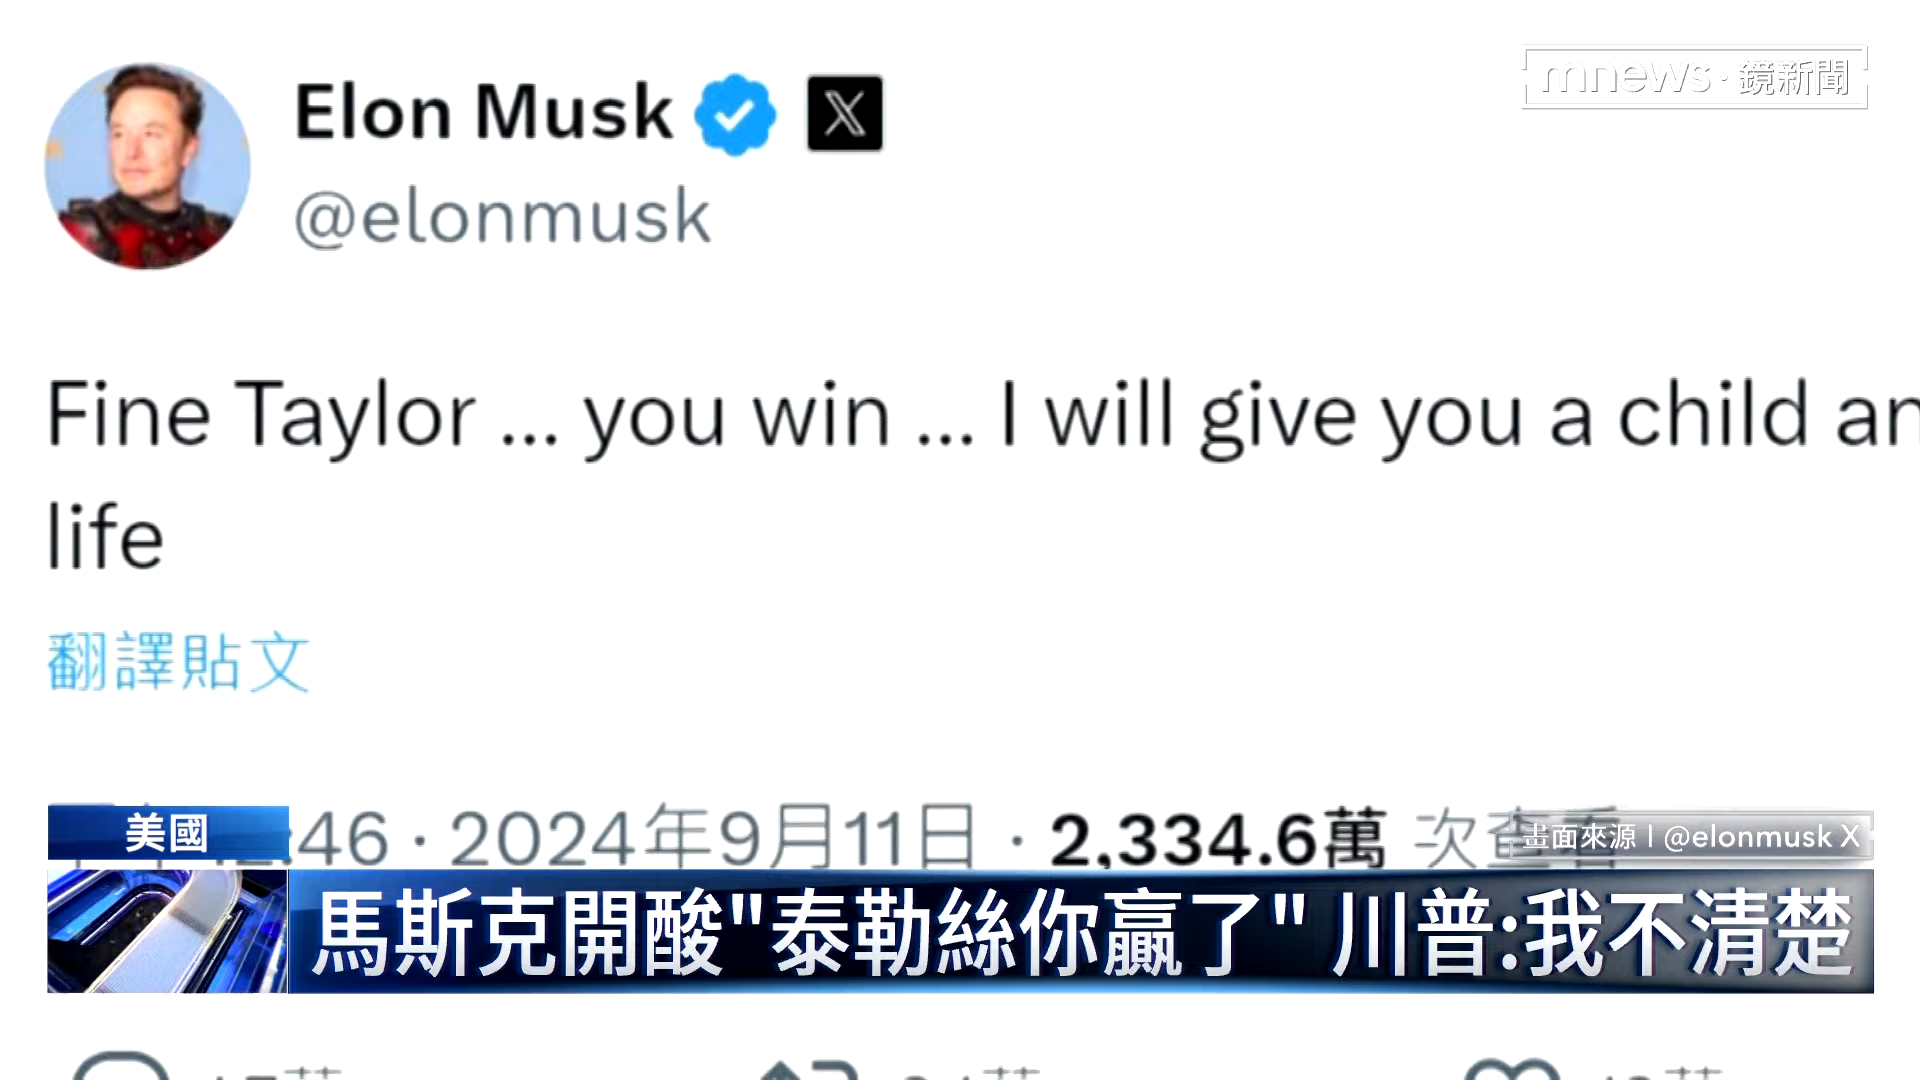 Elon Musk
mnews·鏡新聞
@elonmusk
Fine Taylor ... you win ... I will give you a child an
life
翻譯貼文
:46 · 2024年9月11日 · 2,334.6萬 次查看
美國
畫面來源 | @elonmusk X
馬斯克開酸"泰勒絲你贏了" 川普:我不清楚